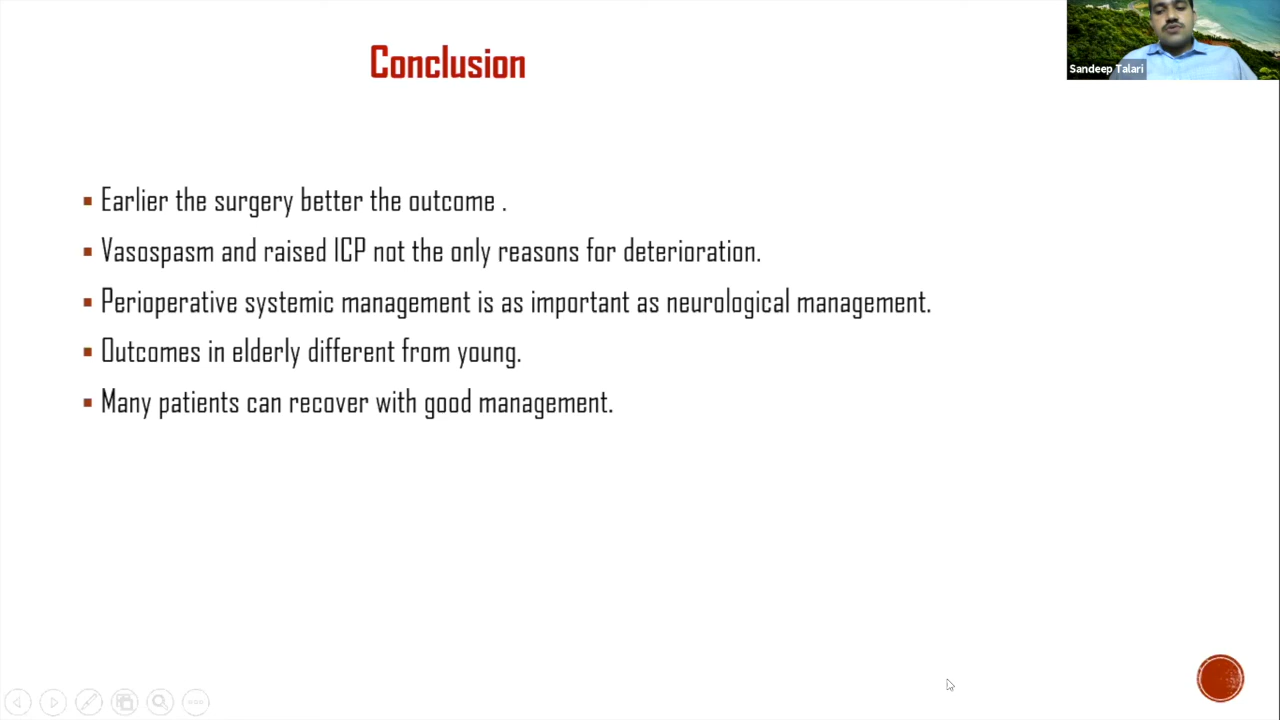 Conclusion
Sandeep Talari
▪ Earlier the surgery better the outcome .
▪ Vasospasm and raised ICP not the only reasons for deterioration.
▪ Perioperative systemic management is as important as neurological management.
▪ Outcomes in elderly different from young.
▪ Many patients can recover with good management.